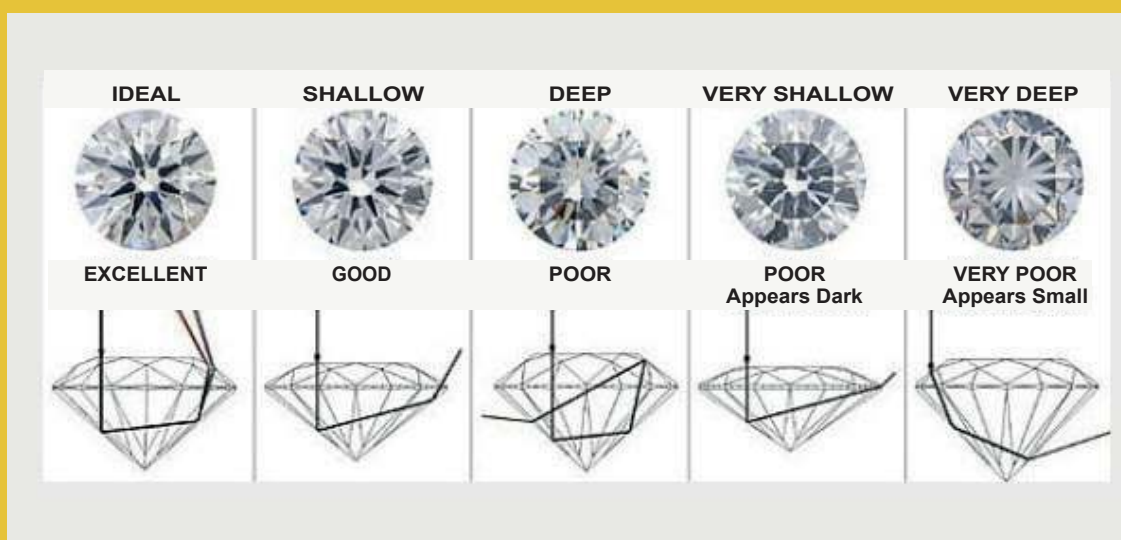 IDEAL
SHALLOW
DEEP
VERY SHALLOW
VERY DEEP
EXCELLENT
GOOD
POOR
POOR
Appears Dark
VERY POOR
Appears Small